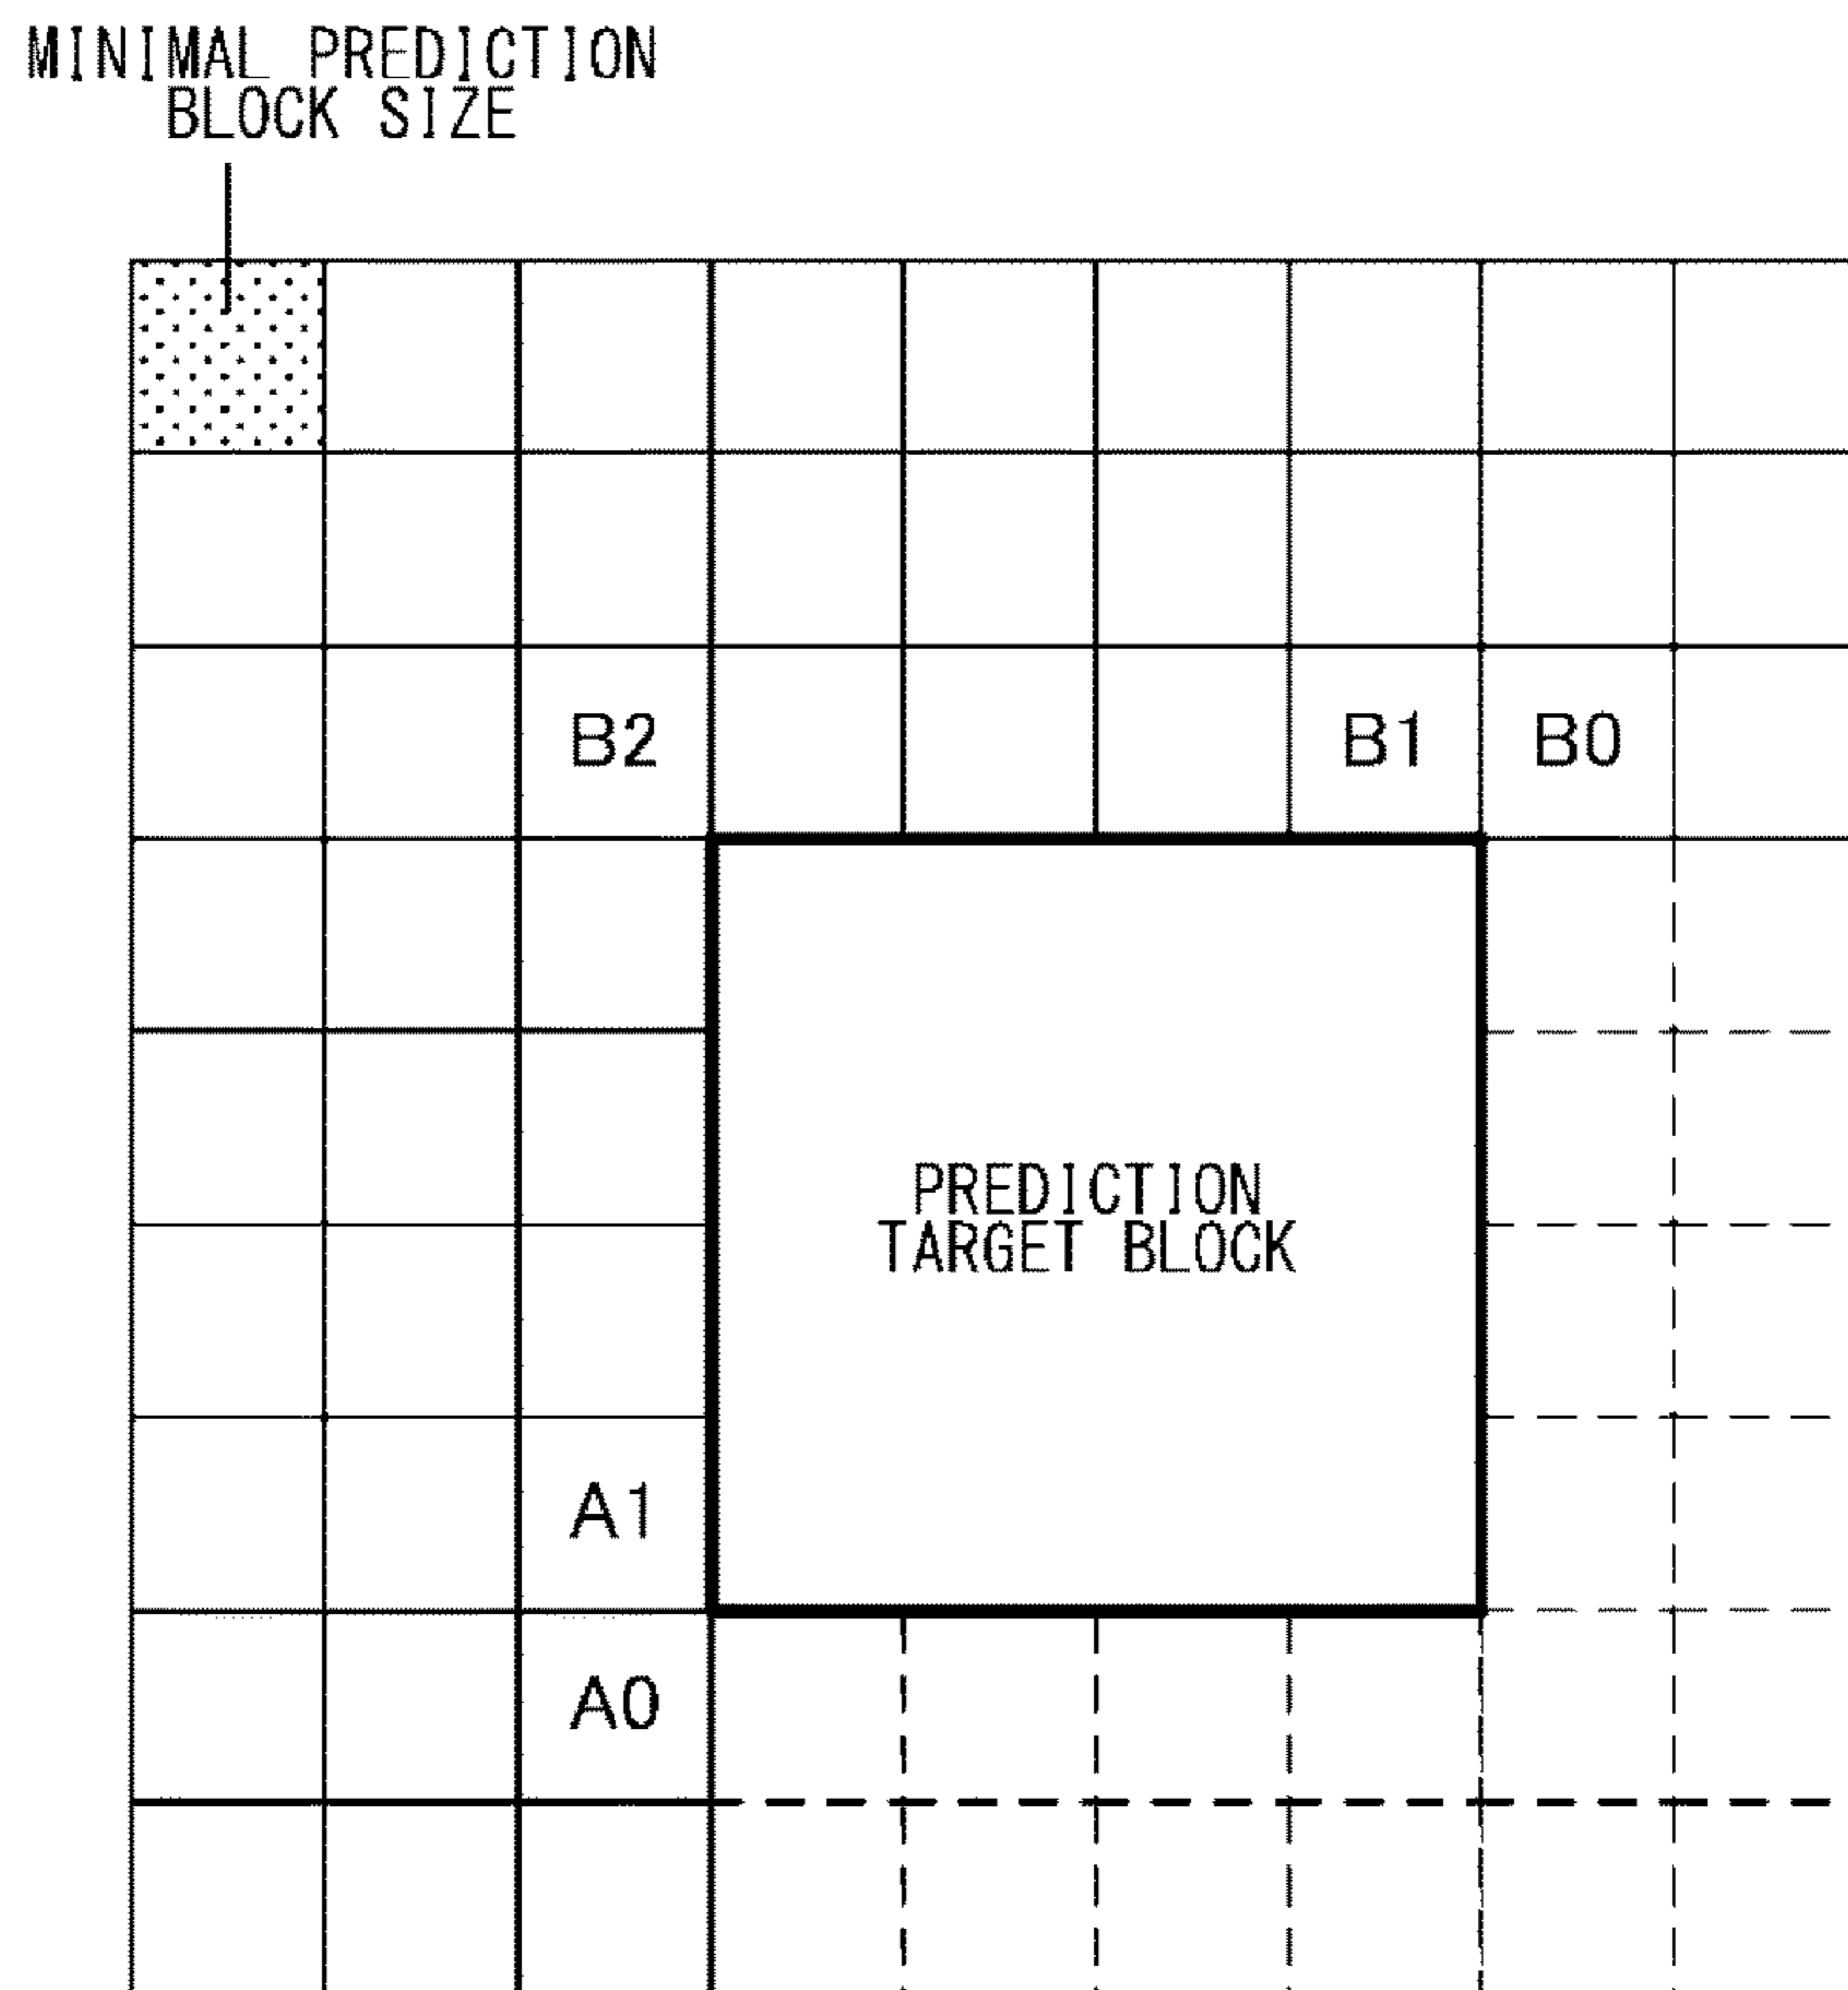 MINIMAL PREDICTION
BLOCK SIZE
B2
B1
B0
PREDICTION
TARGET BLOCK
A1
A0